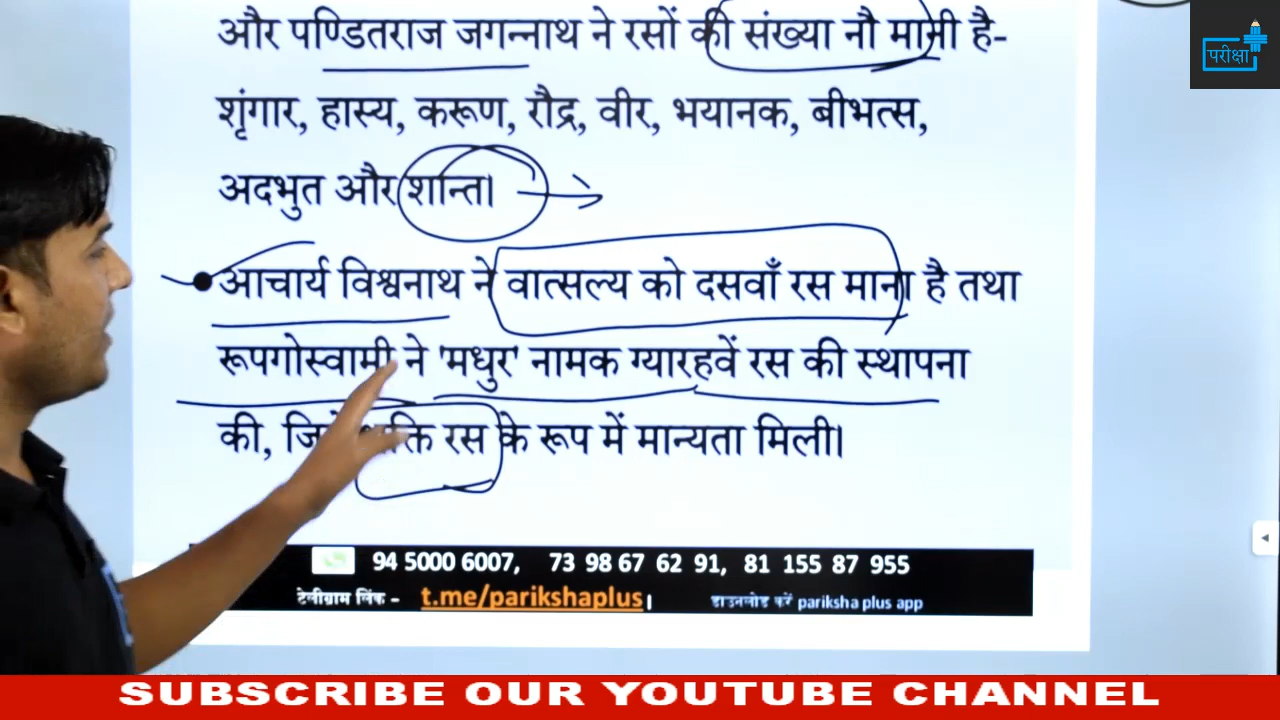 और पण्डितराज जगन्नाथ ने रसों की संख्या नौ मानी है-
परीक्षा
शृंगार, हास्य, करूण, रौद्र, वीर, भयानक, बीभत्स,
अदभुत और शान्त।
आचार्य विश्वनाथ ने वात्सल्य को दसवाँ रस माना है तथा
रूपगोस्वामी ने 'मधुर' नामक ग्यारहवें रस की स्थापना
की, रस के रूप में मान्यता मिली।
94 5000 6007, 73 98 67 62 91, 81 155 87 955
टेलीग्राम लिंक - t.me/parikshaplus। डाउनलोड करें pariksha plus app
SUBSCRIBE OUR YOUTUBE CHANNEL